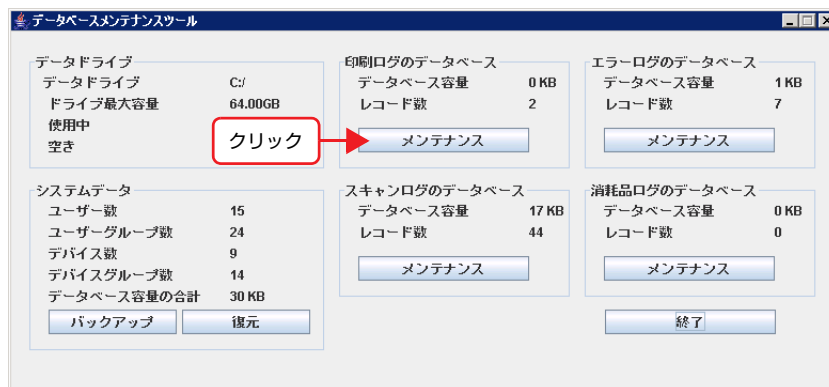 データベースメンテナンスツール
データドライブ
データドライブ C:/
ドライブ最大容量 64.00GB
使用中
空き
クリック
印刷ログのデータベース
データベース容量 0 KB
レコード数 2
メンテナンス
エラーログのデータベース
データベース容量 1 KB
レコード数 7
メンテナンス
システムデータ
ユーザー数 15
ユーザーグループ数 24
デバイス数 9
デバイスグループ数 14
データベース容量の合計 30 KB
バックアップ 復元
スキャンログのデータベース
データベース容量 17 KB
レコード数 44
メンテナンス
消耗品ログのデータベース
データベース容量 0 KB
レコード数 0
メンテナンス
終了